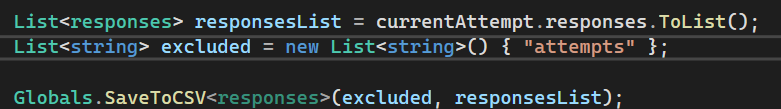 List<responses> responsesList = currentAttempt.responses.ToList();
List<string> excluded = new List<string>() { "attempts" };
Globals.SaveToCSV<responses>(excluded, responsesList);